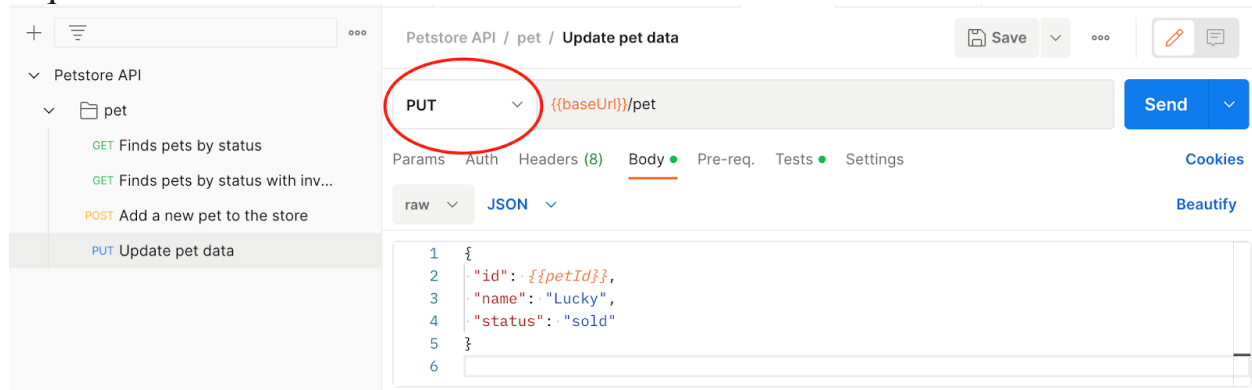 Petstore API / pet / Update pet data
Save
Petstore API
pet
PUT
{{baseUrl}}/pet
Send
GET Finds pets by status
GET Finds pets by status with inv...
POST Add a new pet to the store
PUT Update pet data
Params Auth Headers (8) Body Pre-req. Tests Settings
Cookies
raw JSON
Beautify
1 {
2 "id": {{petId}},
3 "name": "Lucky",
4 "status": "sold"
5 }
6